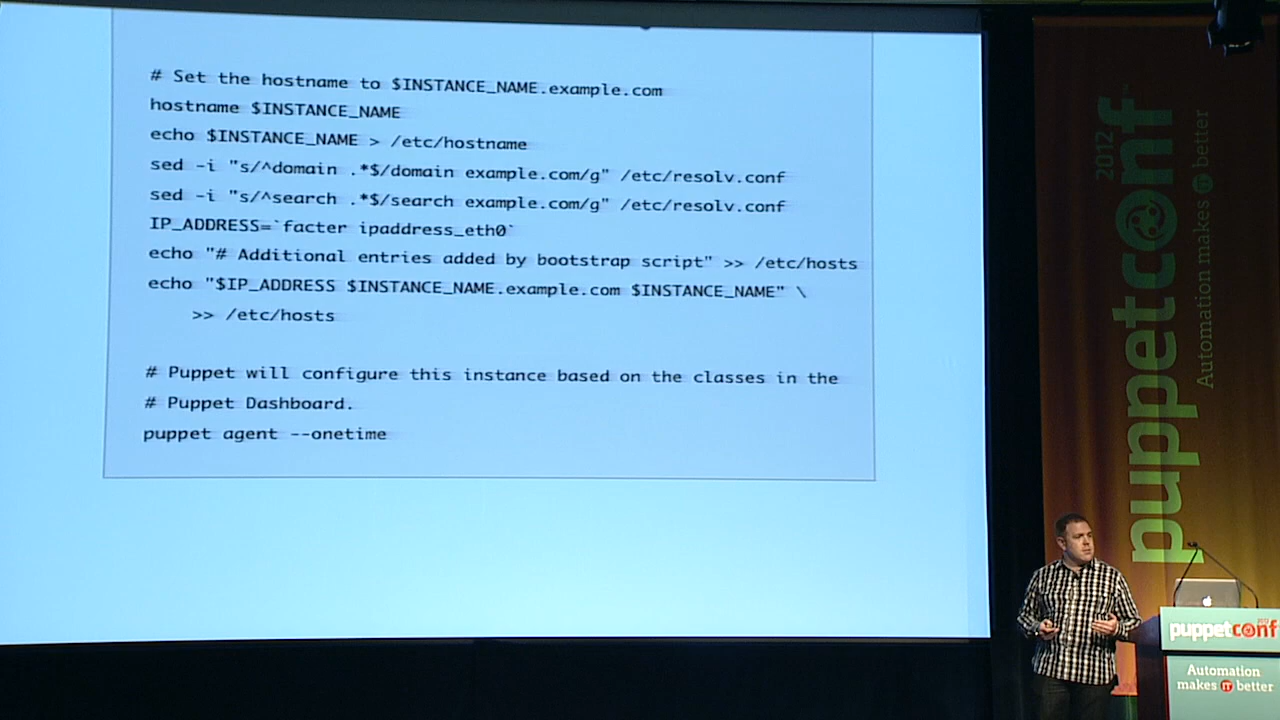 # Set the hostname to $INSTANCE_NAME.example.com
hostname $INSTANCE_NAME
echo $INSTANCE_NAME > /etc/hostname
sed -i "s/^domain .*$/domain example.com/g" /etc/resolv.conf
sed -i "s/^search .*$/search example.com/g" /etc/resolv.conf
IP_ADDRESS=`facter ipaddress_eth0`
echo "# Additional entries added by bootstrap script" >> /etc/hosts
echo "$IP_ADDRESS $INSTANCE_NAME.example.com $INSTANCE_NAME" \
>> /etc/hosts
# Puppet will configure this instance based on the classes in the
# Puppet Dashboard.
puppet agent --onetime
puppetconf 2012
Automation makes IT better
puppetconf 2012
Automation
makes IT better